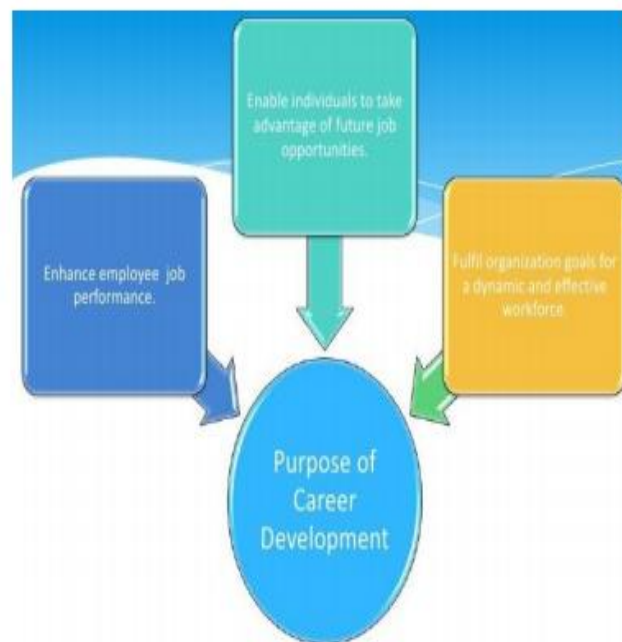 Enable individuals to take
advantage of future job
opportunities.
Enhance employee job
performance.
Fulfil organization goals for
a dynamic and effective
workforce.
Purpose of
Career
Development